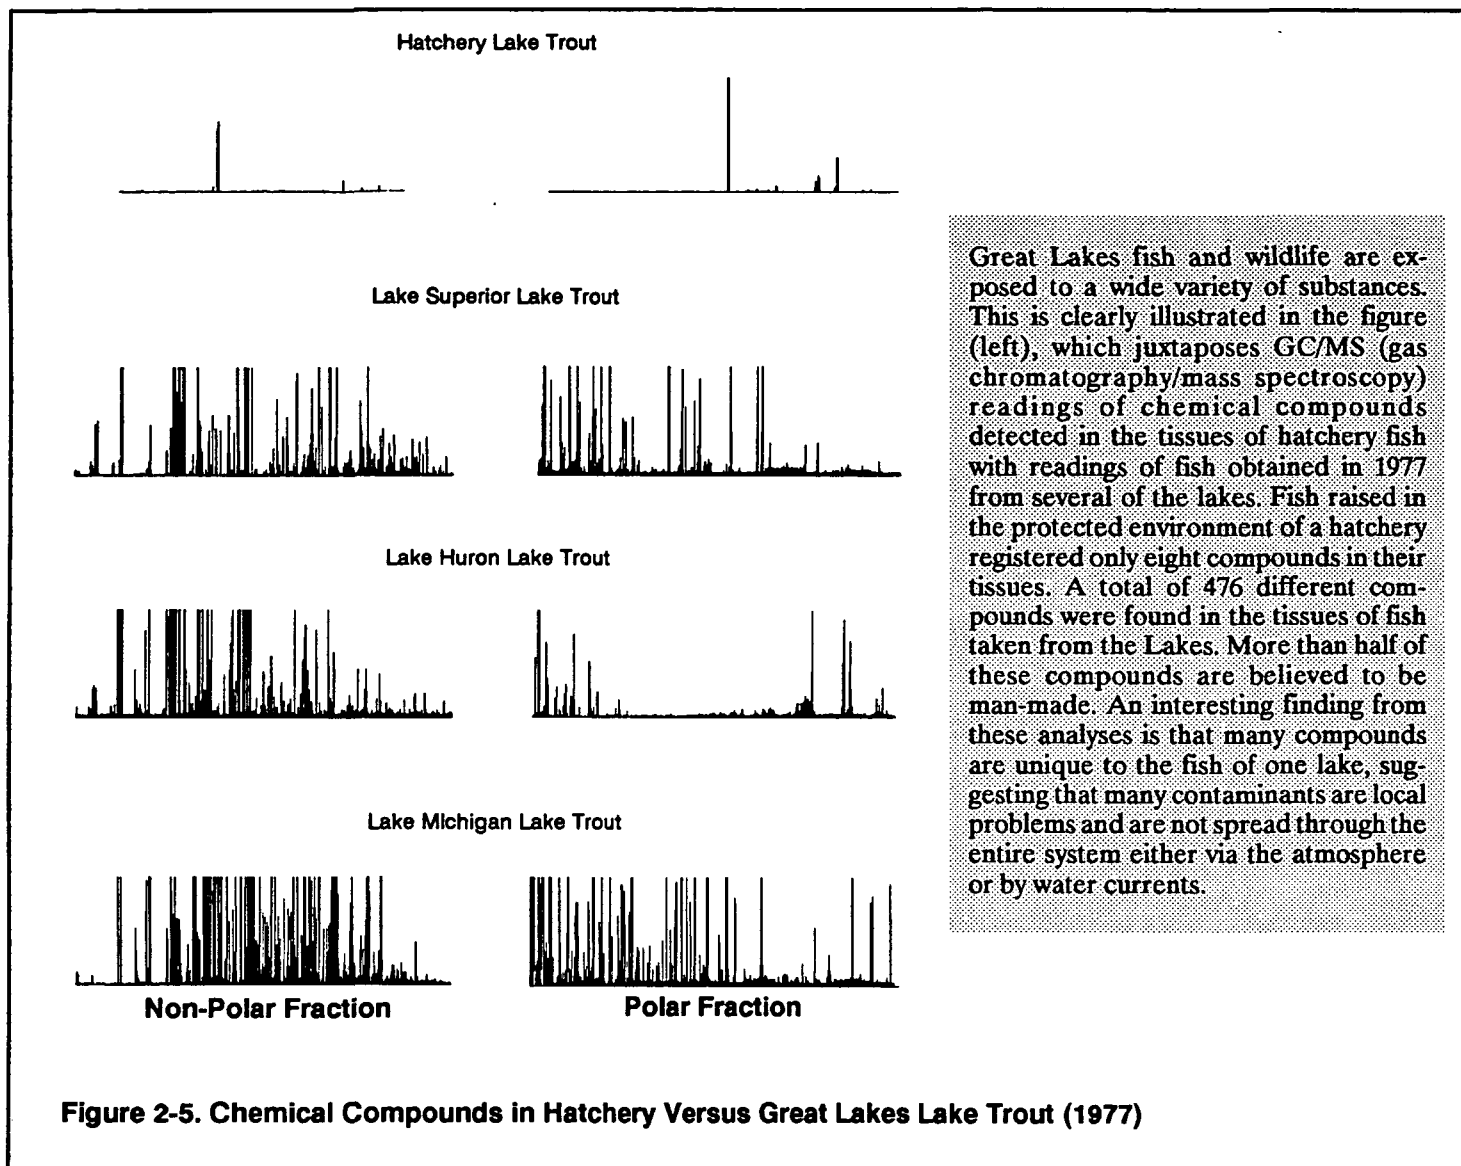 Hatchery Lake Trout
Lake Superior Lake Trout
Lake Huron Lake Trout
Lake Michigan Lake Trout
Non-Polar Fraction
Polar Fraction
Great Lakes fish and wildlife are ex-
posed to a wide variety of substances.
This is clearly illustrated in the figure
(left), which juxtaposes GC/MS (gas
chromatography/mass spectroscopy)
readings of chemical compounds
detected in the tissues of hatchery fish
with readings of fish obtained in 1977
from several of the lakes. Fish raised in
the protected environment of a hatchery
registered only eight compounds in their
tissues. A total of 476 different com-
pounds were found in the tissues of fish
taken from the Lakes. More than half of
these compounds are believed to be
man-made. An interesting finding from
these analyses is that many compounds
are unique to the fish of one lake, sug-
gesting that many contaminants are local
problems and are not spread through the
entire system either via the atmosphere
or by water currents.
Figure 2-5. Chemical Compounds in Hatchery Versus Great Lakes Lake Trout (1977)